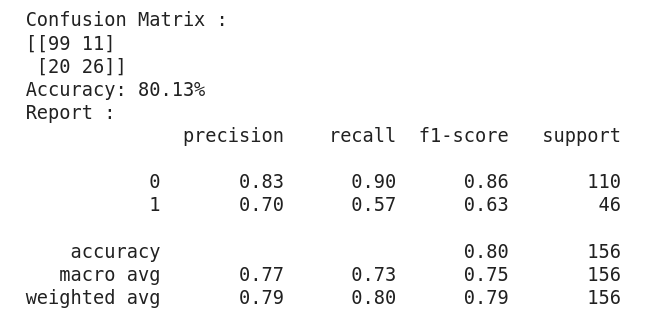 Confusion Matrix :
[[99 11]
 [20 26]]
Accuracy: 80.13%
Report :
              precision    recall  f1-score   support

           0       0.83      0.90      0.86       110
           1       0.70      0.57      0.63        46

    accuracy                           0.80       156
   macro avg       0.77      0.73      0.75       156
weighted avg       0.79      0.80      0.79       156